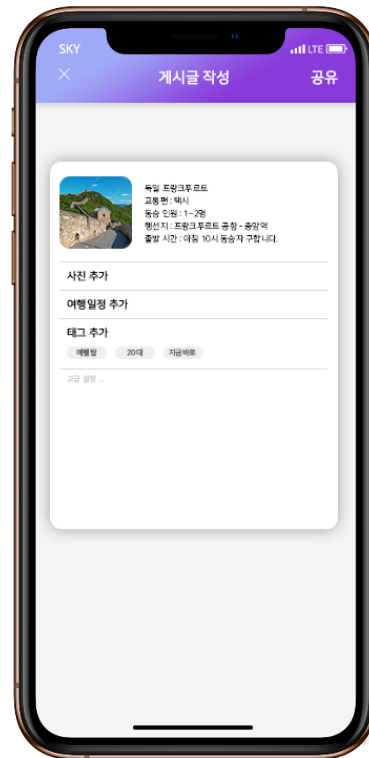 SKY
LTE
게시글 작성
공유
독일 프랑크푸르트
교통편 : 택시
동승 인원 : 1~2명
행선지 : 프랑크푸르트 공항 - 중앙역
출발 시간 : 아침 10시 동승자 구합니다.
사진 추가
여행일정 추가
태그 추가
에펠탑 20대 지금바로
고급 설정 ...